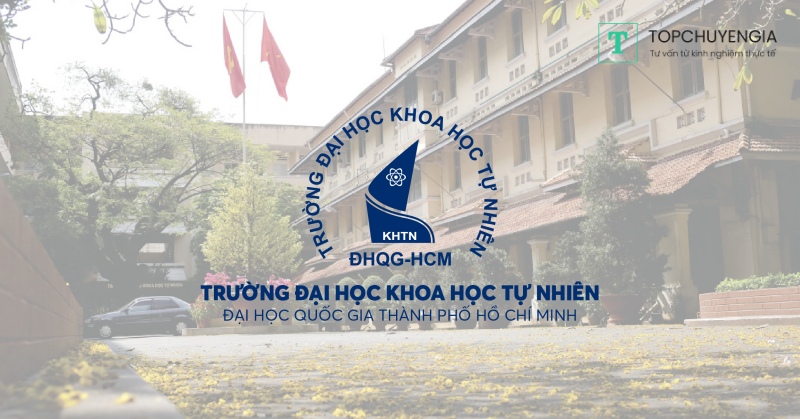 TOPCHUYENGIA
Tư vấn từ kinh nghiệm thực tế
TRƯỜNG ĐẠI HỌC KHOA HỌC TỰ NHIÊN
KHTN
ĐHQG-HCM
TRƯỜNG ĐẠI HỌC KHOA HỌC TỰ NHIÊN
ĐẠI HỌC QUỐC GIA THÀNH PHỐ HỒ CHÍ MINH